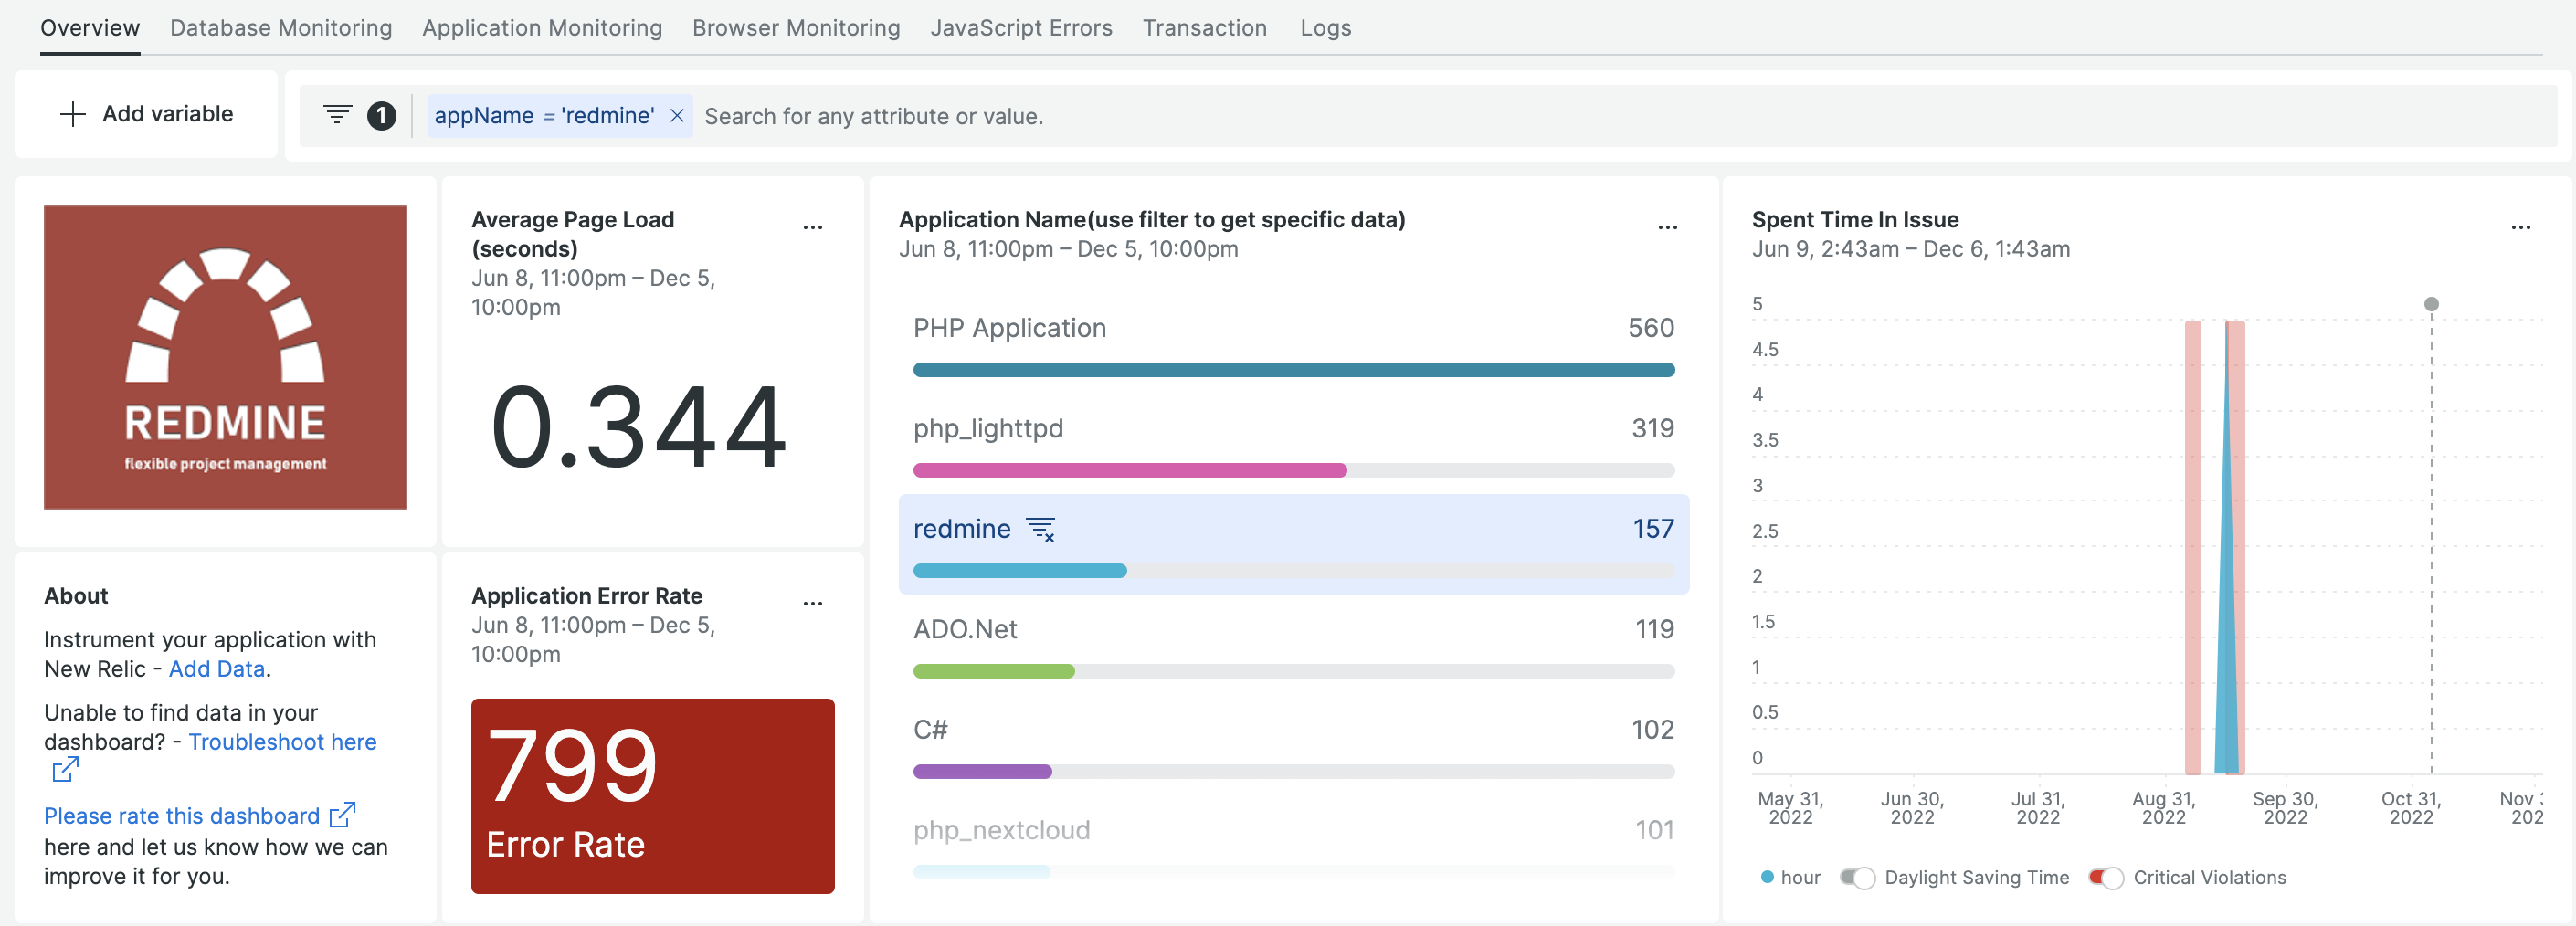 Overview Database Monitoring Application Monitoring Browser Monitoring JavaScript Errors Transaction Logs
+ Add variable
1 appName = 'redmine' × Search for any attribute or value.
REDMINE
flexible project management
Average Page Load
(seconds)
Jun 8, 11:00pm – Dec 5,
10:00pm
0.344
Application Name(use filter to get specific data)
Jun 8, 11:00pm – Dec 5, 10:00pm
PHP Application 560
php_lighttpd 319
redmine 157
ADO.Net 119
C# 102
php_nextcloud 101
Spent Time In Issue
Jun 9, 2:43am – Dec 6, 1:43am
5
4.5
4
3.5
3
2.5
2
1.5
1
0.5
0
May 31, Jun 30, Jul 31, Aug 31, Sep 30, Oct 31, Nov
2022 2022 2022 2022 2022 2022 202
hour Daylight Saving Time Critical Violations
About
Instrument your application with
New Relic - Add Data.
Unable to find data in your
dashboard? - Troubleshoot here
Please rate this dashboard
here and let us know how we can
improve it for you.
Application Error Rate
Jun 8, 11:00pm – Dec 5,
10:00pm
799
Error Rate